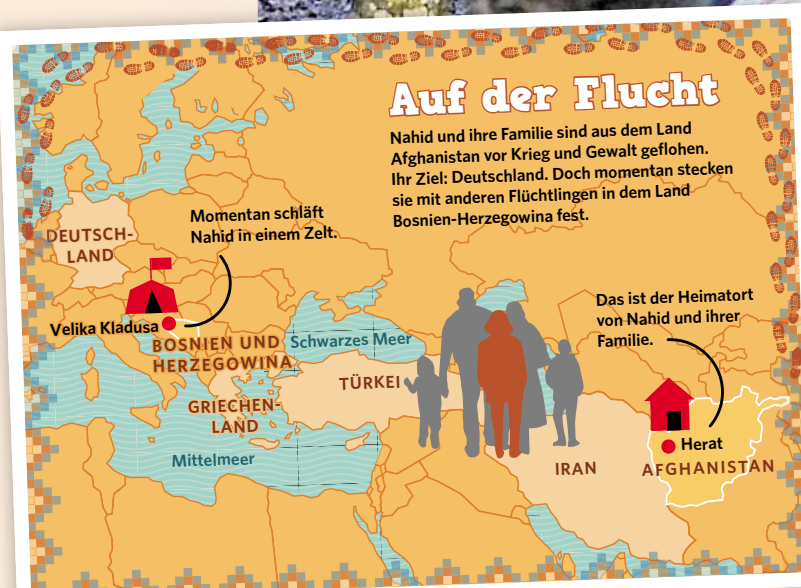 Auf der Flucht
Nahid und ihre Familie sind aus dem Land
Afghanistan vor Krieg und Gewalt geflohen.
Ihr Ziel: Deutschland. Doch momentan stecken
sie mit anderen Flüchtlingen in dem Land
Bosnien-Herzegowina fest.
Momentan schläft
Nahid in einem Zelt.
DEUTSCH-
LAND
Velika Kladusa
BOSNIEN UND
HERZEGOWINA
Schwarzes Meer
TÜRKEI
GRIECHEN-
LAND
Mittelmeer
Das ist der Heimatort
von Nahid und ihrer
Familie.
Herat
IRAN
AFGHANISTAN